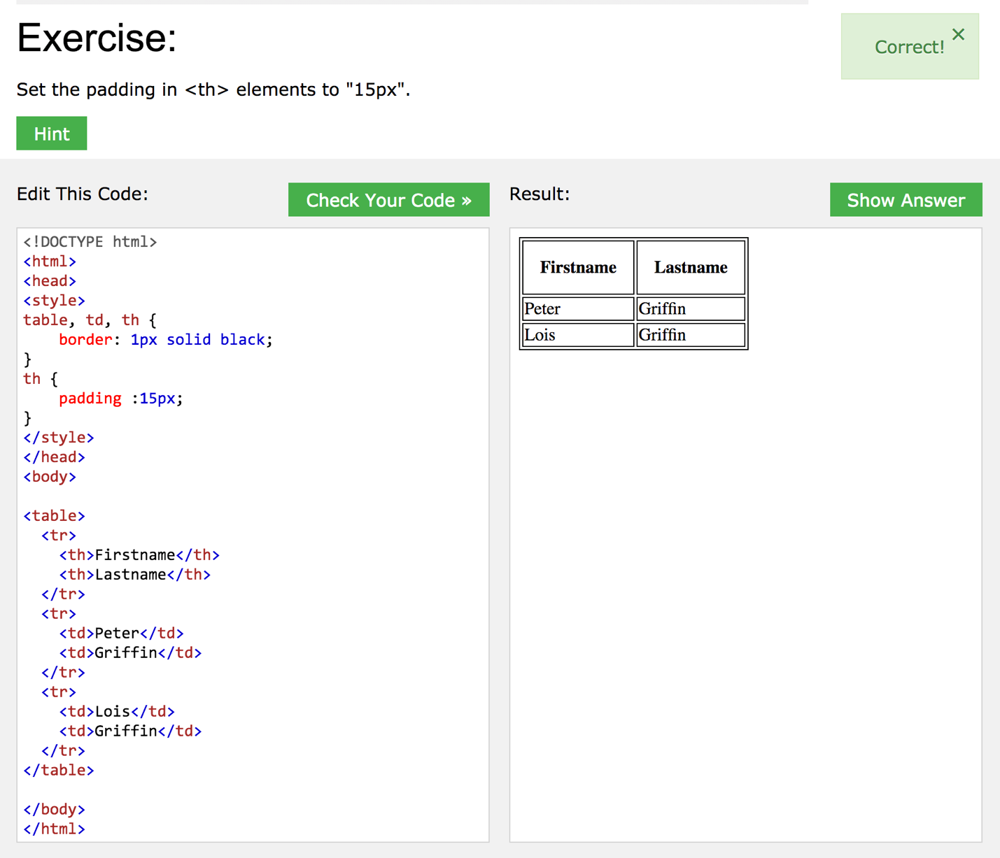 Exercise:
Correct! ×
Set the padding in <th> elements to "15px".
Hint
Edit This Code:
Check Your Code »
Result:
Show Answer
<!DOCTYPE html>
<html>
<head>
<style>
table, td, th {
    border: 1px solid black;
}
th {
    padding :15px;
}
</style>
</head>
<body>

<table>
  <tr>
    <th>Firstname</th>
    <th>Lastname</th>
  </tr>
  <tr>
    <td>Peter</td>
    <td>Griffin</td>
  </tr>
  <tr>
    <td>Lois</td>
    <td>Griffin</td>
  </tr>
</table>

</body>
</html>
Firstname Lastname
Peter Griffin
Lois Griffin